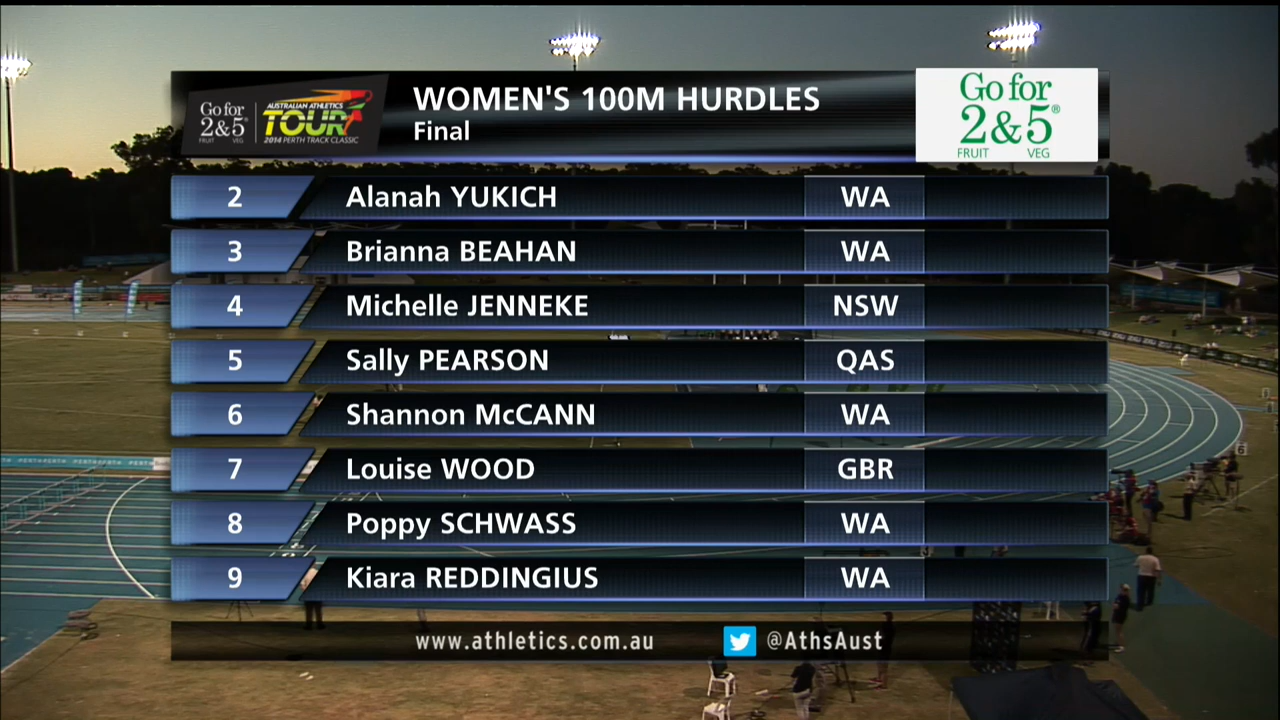 Go for
2&5®
FRUIT VEG
AUSTRALIAN ATHLETICS
TOUR
2014 PERTH TRACK CLASSIC
WOMEN'S 100M HURDLES
Final
Go for
2&5®
FRUIT VEG
2 Alanah YUKICH WA
3 Brianna BEAHAN WA
4 Michelle JENNEKE NSW
5 Sally PEARSON QAS
6 Shannon McCANN WA
7 Louise WOOD GBR
8 Poppy SCHWASS WA
9 Kiara REDDINGIUS WA
www.athletics.com.au @AthsAust